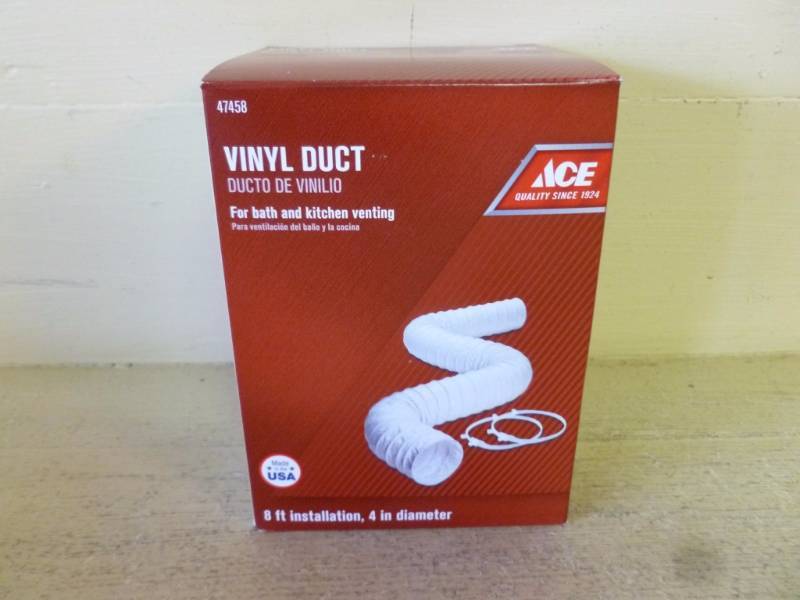 47458
VINYL DUCT
DUCTO DE VINILIO
For bath and kitchen venting
Para ventilación del baño y la cocina
ACE
QUALITY SINCE 1924
Made
in the
USA
8 ft installation, 4 in diameter